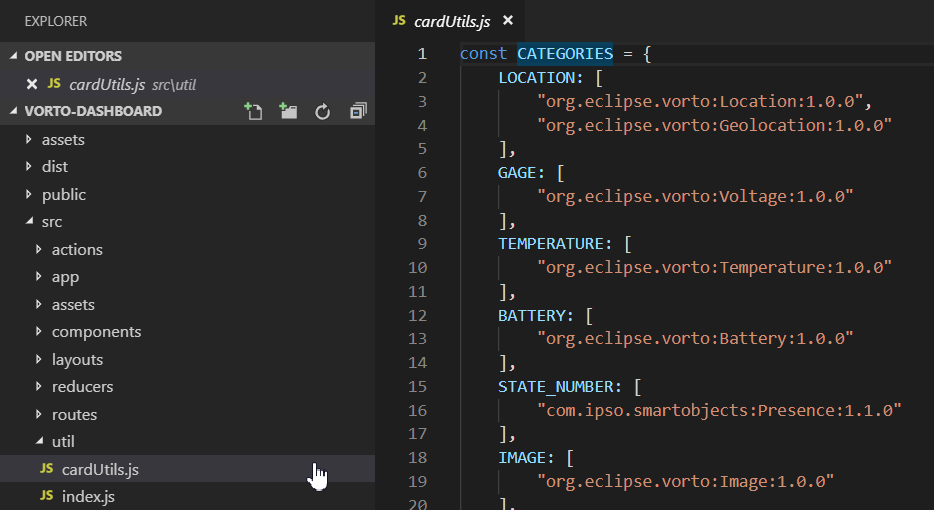 EXPLORER
OPEN EDITORS
JS cardUtils.js src\util
VORTO-DASHBOARD
assets
dist
public
src
actions
app
assets
components
layouts
reducers
routes
util
JS cardUtils.js
JS index.js
JS cardUtils.js
1 const CATEGORIES = {
2 LOCATION: [
3 "org.eclipse.vorto:Location:1.0.0",
4 "org.eclipse.vorto:Geolocation:1.0.0"
5 ],
6 GAGE: [
7 "org.eclipse.vorto:Voltage:1.0.0"
8 ],
9 TEMPERATURE: [
10 "org.eclipse.vorto:Temperature:1.0.0"
11 ],
12 BATTERY: [
13 "org.eclipse.vorto:Battery:1.0.0"
14 ],
15 STATE_NUMBER: [
16 "com.ipso.smartobjects:Presence:1.1.0"
17 ],
18 IMAGE: [
19 "org.eclipse.vorto:Image:1.0.0"
20 ],